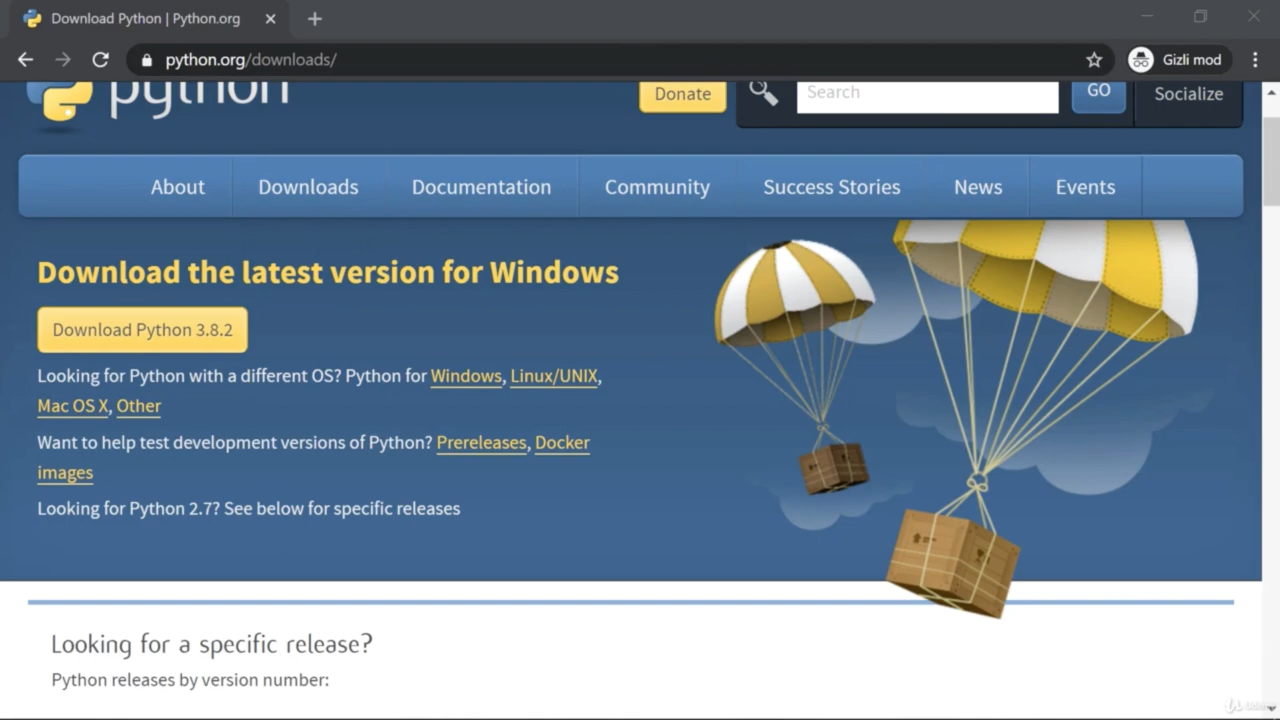 Download Python | Python.org
python.org/downloads/
Gizli mod
python
Donate
Search
GO
Socialize
About
Downloads
Documentation
Community
Success Stories
News
Events
Download the latest version for Windows
Download Python 3.8.2
Looking for Python with a different OS? Python for Windows, Linux/UNIX,
Mac OS X, Other
Want to help test development versions of Python? Prereleases, Docker
images
Looking for Python 2.7? See below for specific releases
Looking for a specific release?
Python releases by version number: